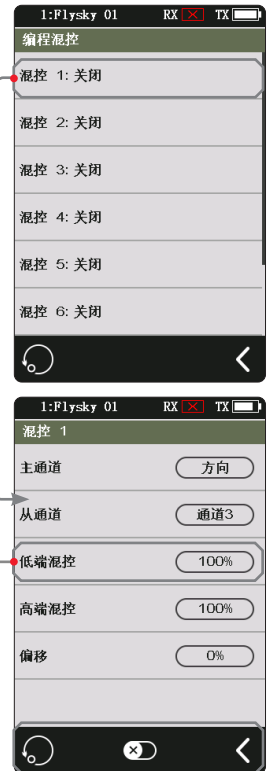 1:Flysky 01 RX TX
编程混控
混控 1: 关闭
混控 2: 关闭
混控 3: 关闭
混控 4: 关闭
混控 5: 关闭
混控 6: 关闭
1:Flysky 01 RX TX
混控 1
主通道 方向
从通道 通道3
低端混控 100%
高端混控 100%
偏移 0%